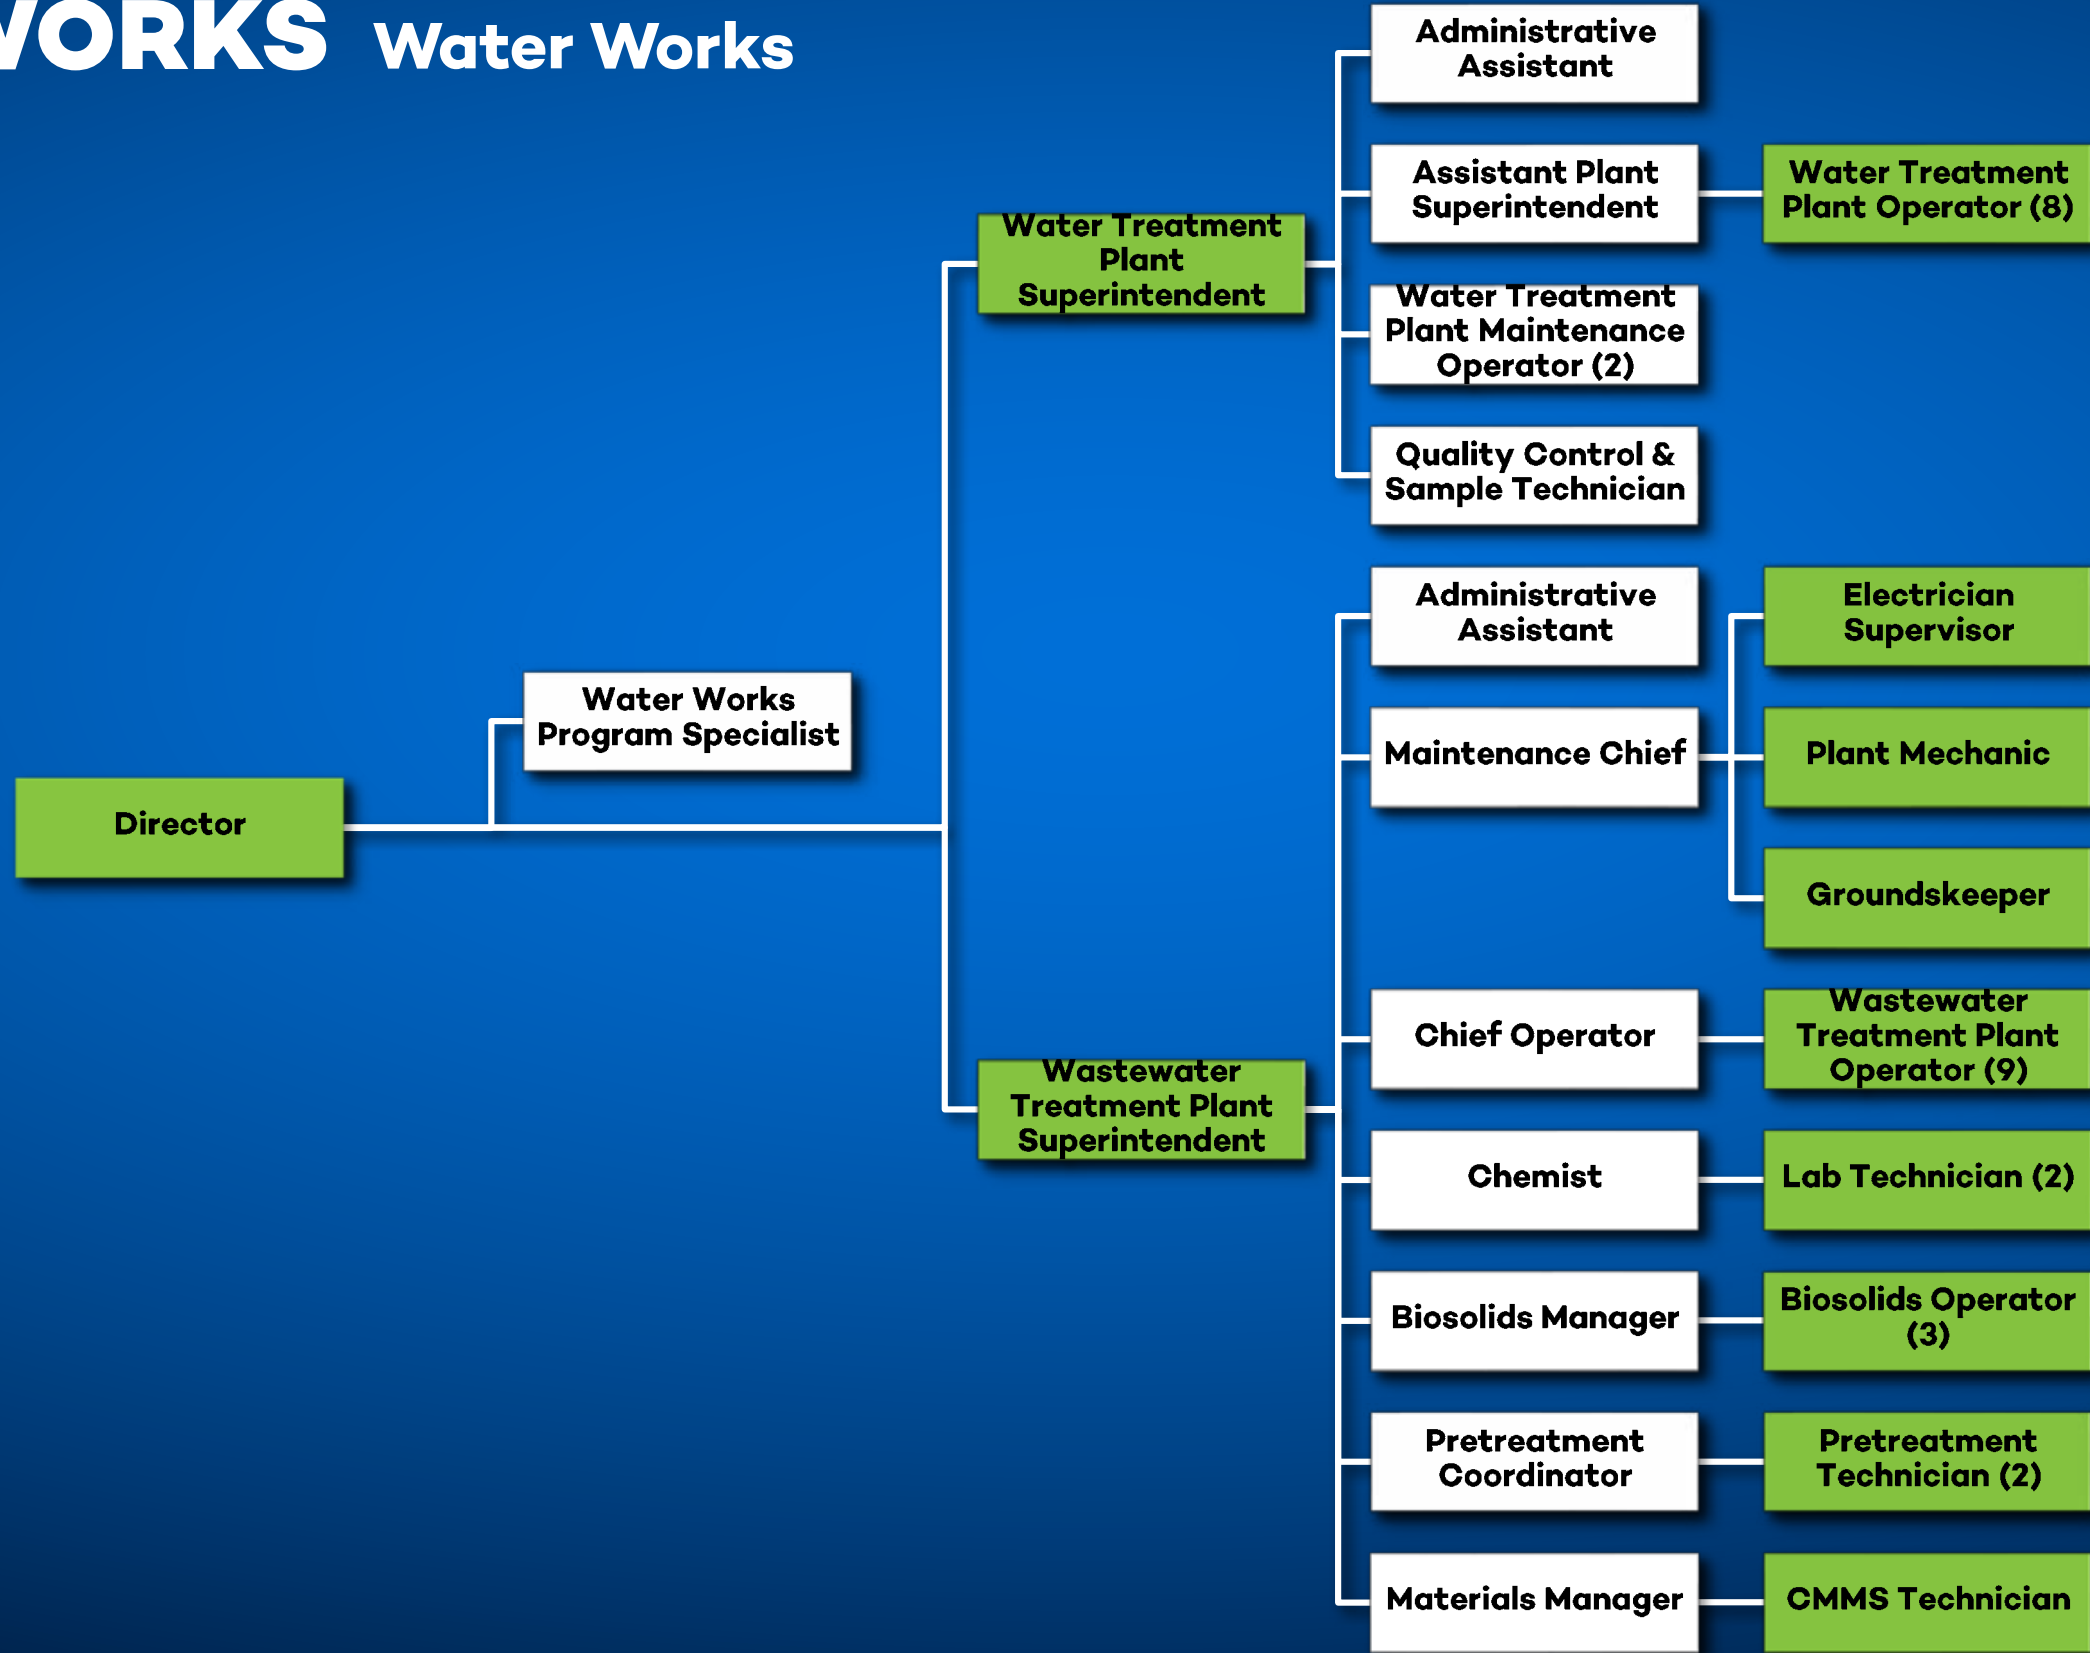 WORKS Water Works
Administrative
Assistant
Assistant Plant
Superintendent
Water Treatment
Plant Operator (8)
Water Treatment
Plant
Superintendent
Water Treatment
Plant Maintenance
Operator (2)
Quality Control &
Sample Technician
Administrative
Assistant
Electrician
Supervisor
Water Works
Program Specialist
Maintenance Chief
Plant Mechanic
Director
Groundskeeper
Chief Operator
Wastewater
Treatment Plant
Operator (9)
Wastewater
Treatment Plant
Superintendent
Chemist
Lab Technician (2)
Biosolids Manager
Biosolids Operator
(3)
Pretreatment
Coordinator
Pretreatment
Technician (2)
Materials Manager
CMMS Technician